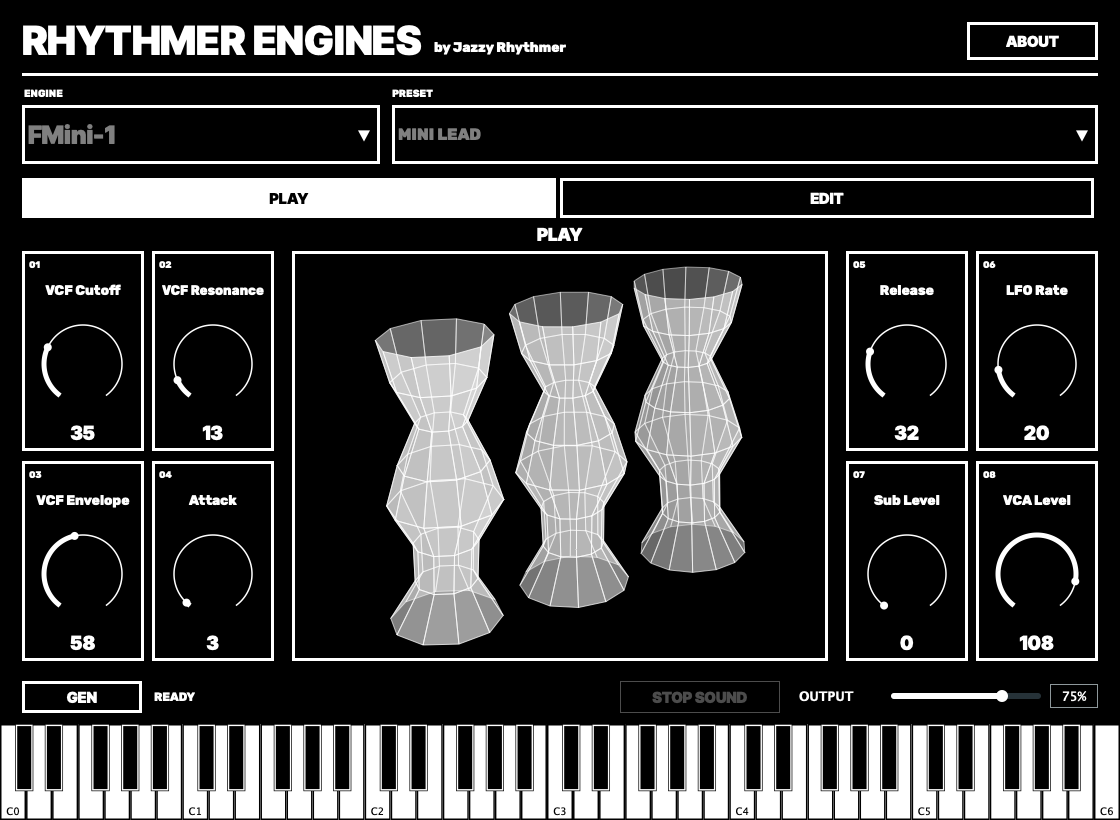 RHYTHMER ENGINES by Jazzy Rhythmer
ABOUT
ENGINE
PRESET
FMini-1 ▼
MINI LEAD ▼
PLAY
EDIT
PLAY
01
VCF Cutoff
35
02
VCF Resonance
13
03
VCF Envelope
58
04
Attack
3
05
Release
32
06
LFO Rate
20
07
Sub Level
0
08
VCA Level
108
GEN
READY
STOP SOUND
OUTPUT
75%
C0
C1
C2
C3
C4
C5
C6